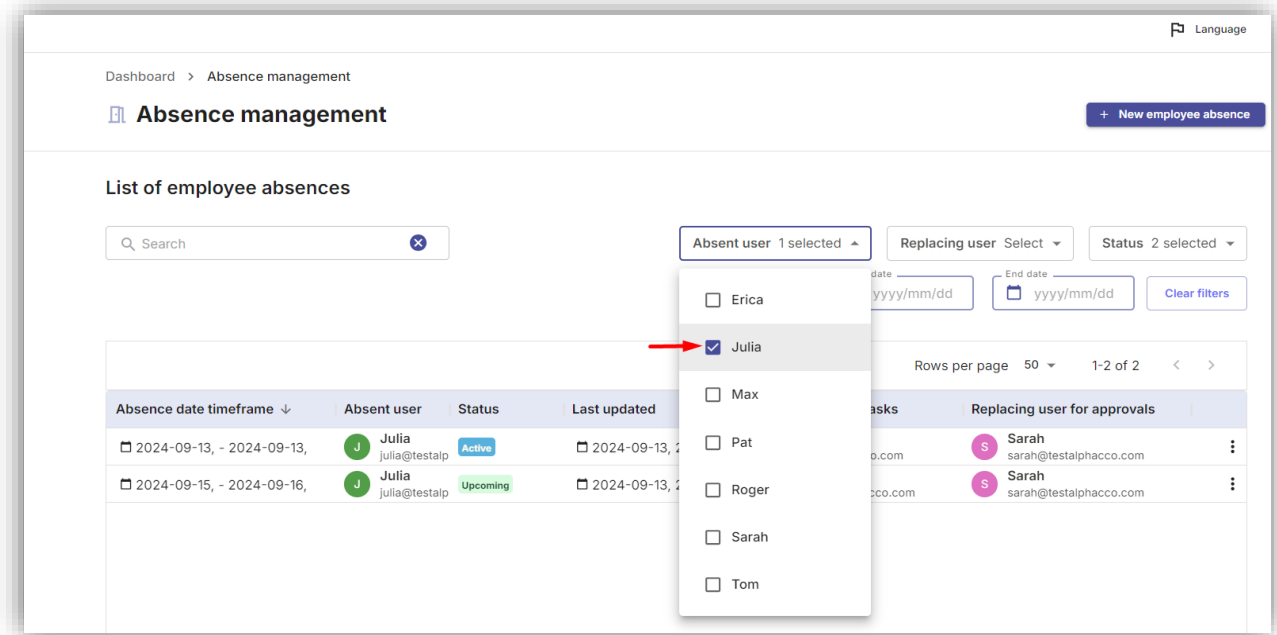 Language
Dashboard > Absence management
Absence management
+ New employee absence
List of employee absences
Search
Absent user 1 selected
Replacing user Select
Status 2 selected
date
yyyy/mm/dd
End date
yyyy/mm/dd
Clear filters
Erica
Julia
Max
Pat
Roger
Sarah
Tom
Rows per page 50 1-2 of 2 < >
Absence date timeframe ↓ Absent user Status Last updated asks Replacing user for approvals
2024-09-13, - 2024-09-13, J Julia Active 2024-09-13, 2 S Sarah
julia@testalp o.com sarah@testalphacco.com
2024-09-15, - 2024-09-16, J Julia Upcoming 2024-09-13, 2 S Sarah
julia@testalp cco.com sarah@testalphacco.com